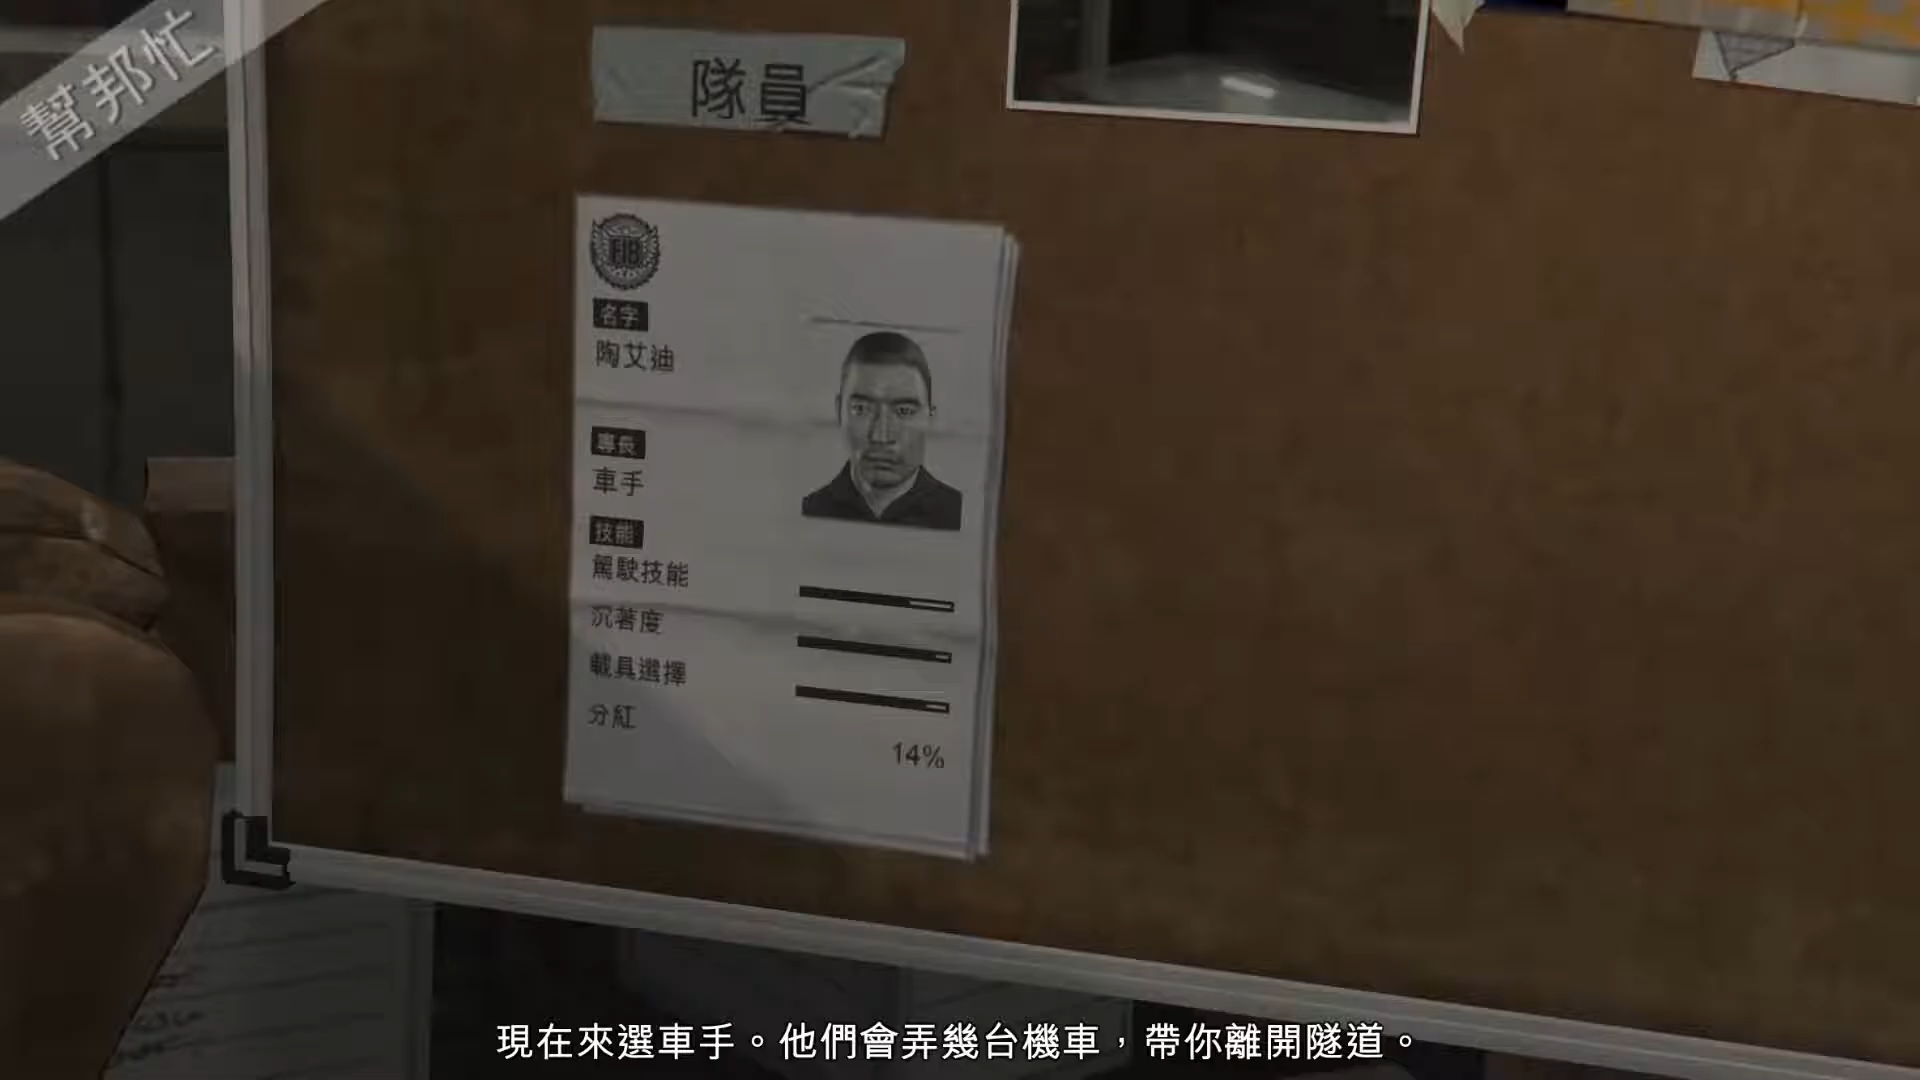 幫邦忙
隊員
FIB
名字
陶艾迪
專長
車手
技能
駕駛技能
沉著度
載具選擇
分紅
14%
現在來選車手。他們會弄幾台機車，帶你離開隧道。